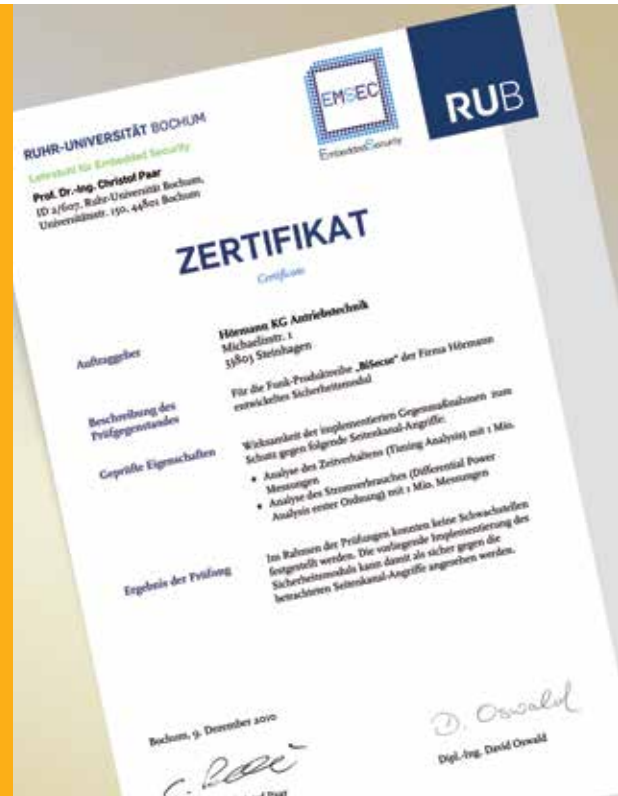 RUHR-UNIVERSITÄT BOCHUM
Lehrstuhl für Embedded Security
Prof. Dr.-Ing. Christof Paar
ID 2/607, Ruhr-Universität Bochum,
Universitätsstr. 150, 44801 Bochum
EMSEC
EmbeddedSecurity
RUB
ZERTIFIKAT
Certificate
Auftraggeber
Hörmann KG Antriebstechnik
Michaelisstr. 1
33803 Steinhagen
Beschreibung des
Prüfgegenstandes
Für die Funk-Produktreihe „BiSecur" der Firma Hörmann
entwickeltes Sicherheitsmodul
Geprüfte Eigenschaften
Wirksamkeit der implementierten Gegenmaßnahmen zum
Schutz gegen folgende Seitenkanal-Angriffe:
• Analyse des Zeitverhaltens (Timing Analysis) mit 1 Mio.
Messungen
• Analyse des Stromverbrauches (Differential Power
Analysis erster Ordnung) mit 1 Mio. Messungen
Ergebnis der Prüfung
Im Rahmen der Prüfungen konnten keine Schwachstellen
festgestellt werden. Die vorliegende Implementierung des
Sicherheitsmoduls kann damit als sicher gegen die
betrachteten Seitenkanal-Angriffe angesehen werden.
Bochum, 9. Dezember 2010
D. Oswald
Dipl.-Ing. David Oswald
Paar